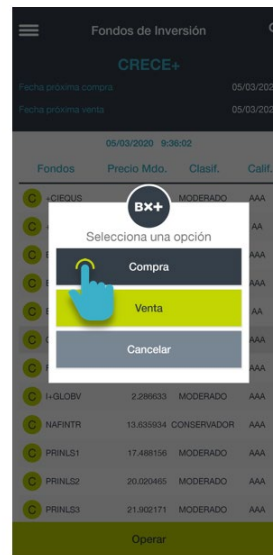 Fondos de Inversión
CRECE+
Fecha próxima compra 05/03/202
Fecha próxima venta 05/03/202
05/03/2020 9:36:02
Fondos Precio Mdo. Clasif. Calif.
C +CIEQUS MODERADO AAA
C AA
C AAA
C AAA
C AA
C AAA
C AAA
B×+
Selecciona una opción
Compra
Venta
Cancelar
C I+GLOBV 2.286633 MODERADO AAA
C NAFINTR 13.635934 CONSERVADOR AAA
C PRINLS1 17.488156 MODERADO AAA
C PRINLS2 20.020465 MODERADO AAA
C PRINLS3 21.902171 MODERADO AAA
Operar